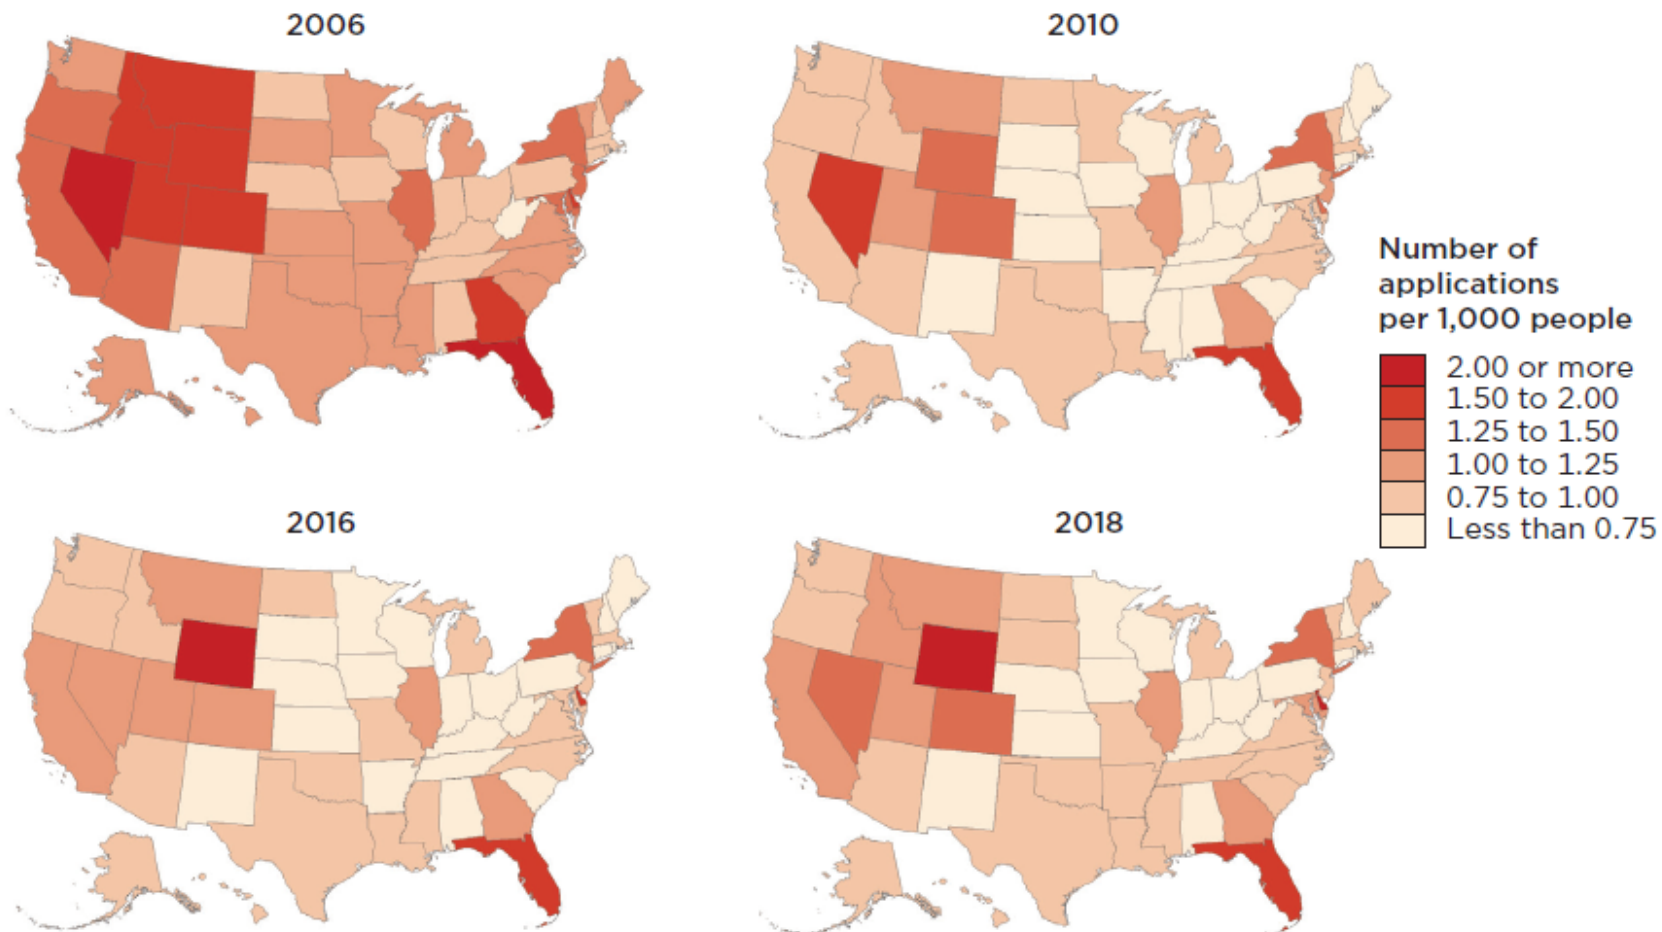 2006
2010
Number of
applications
per 1,000 people
2.00 or more
1.50 to 2.00
1.25 to 1.50
1.00 to 1.25
0.75 to 1.00
Less than 0.75
2016
2018